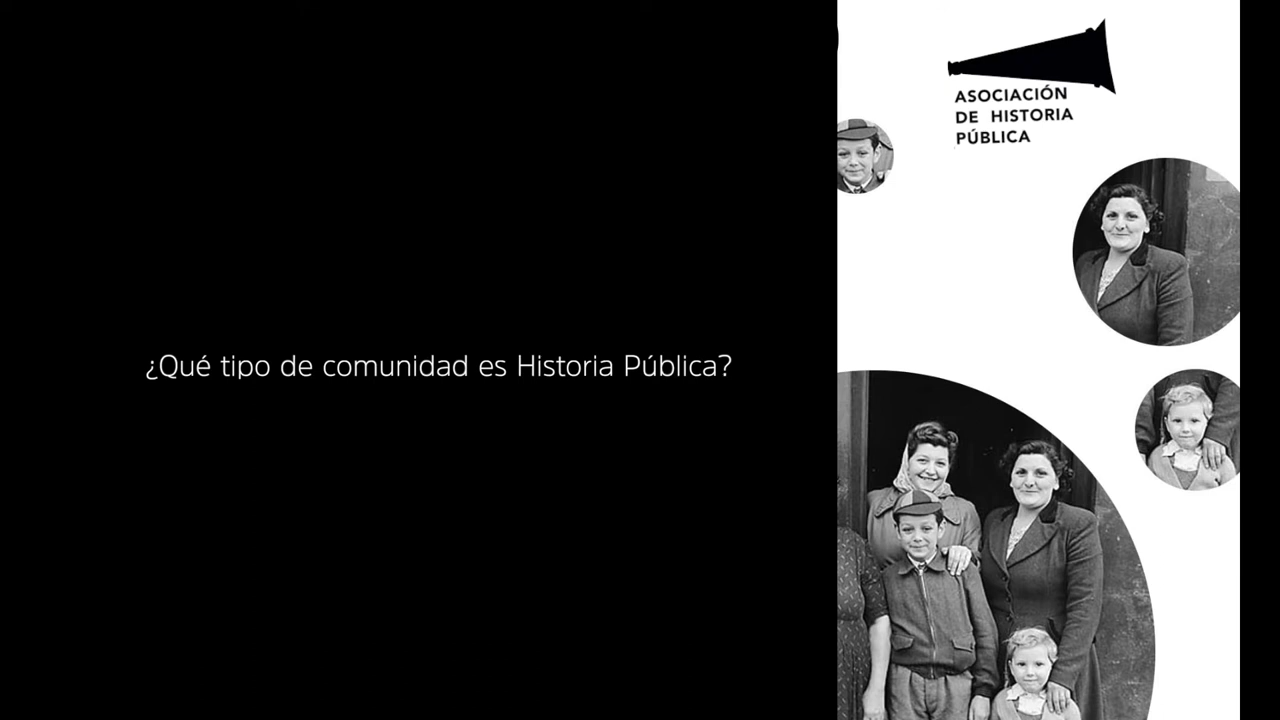 ¿Qué tipo de comunidad es Historia Pública?
ASOCIACIÓN
DE HISTORIA
PÚBLICA